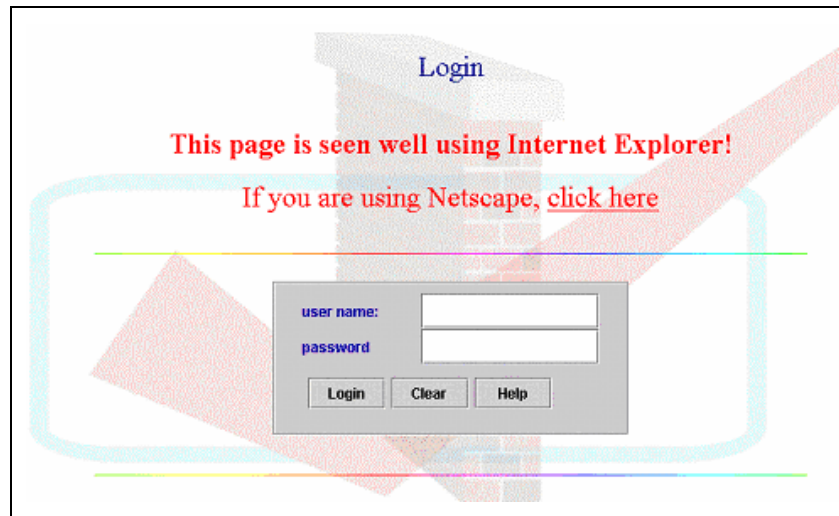 Login
This page is seen well using Internet Explorer!
If you are using Netscape, click here
user name:
password
Login Clear Help